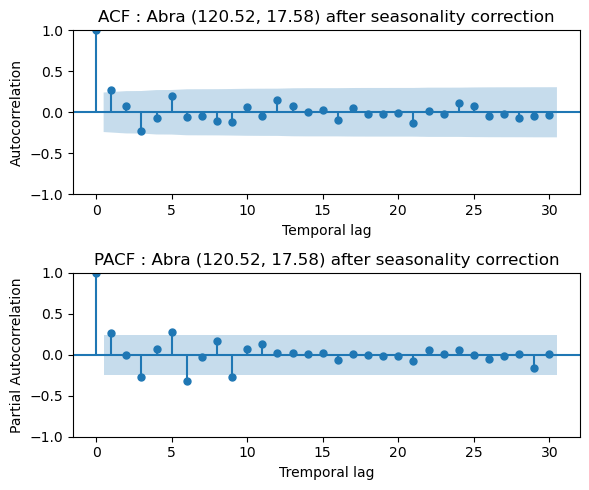 ACF : Abra (120.52, 17.58) after seasonality correction
1.0
0.5
0.0
−0.5
−1.0
Autocorrelation
0 5 10 15 20 25 30
Temporal lag
PACF : Abra (120.52, 17.58) after seasonality correction
1.0
0.5
0.0
−0.5
−1.0
Partial Autocorrelation
0 5 10 15 20 25 30
Tremporal lag